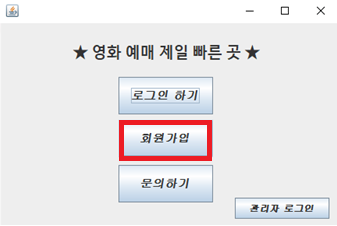 ★ 영화 예매 제일 빠른 곳 ★
로그인 하기
회원가입
문의하기
관리자 로그인